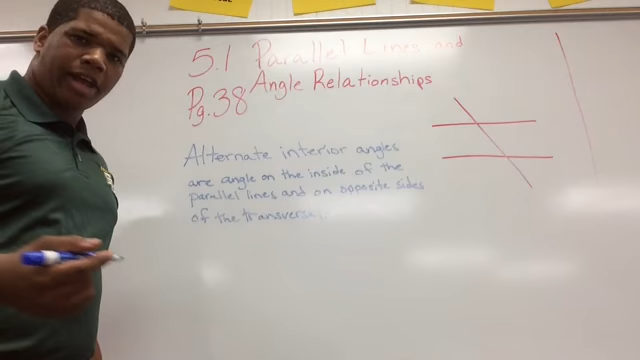 5.1 Parallel Lines and
Pg.38 Angle Relationships
Alternate interior angles
are angle on the inside of the
parallel lines and on opposite sides
of the transversal.